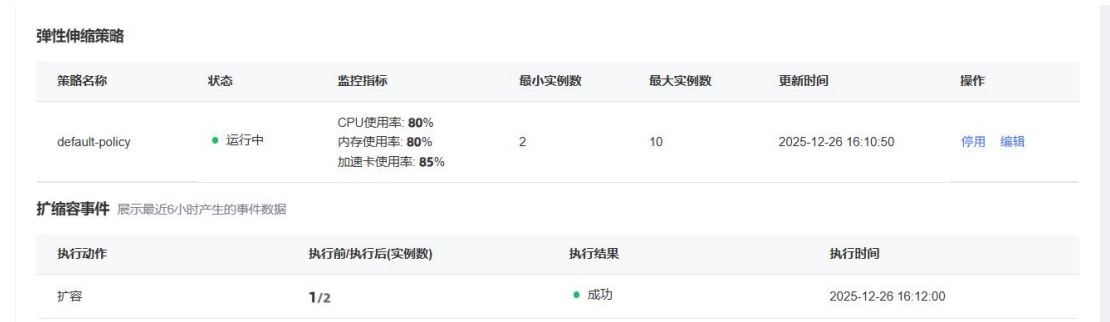 弹性伸缩策略
策略名称 状态 监控指标 最小实例数 最大实例数 更新时间 操作
CPU使用率: 80%
default-policy 运行中 内存使用率: 80% 2 10 2025-12-26 16:10:50 停用 编辑
加速卡使用率: 85%
扩缩容事件 展示最近6小时产生的事件数据
执行动作 执行前/执行后(实例数) 执行结果 执行时间
扩容 1/2 成功 2025-12-26 16:12:00